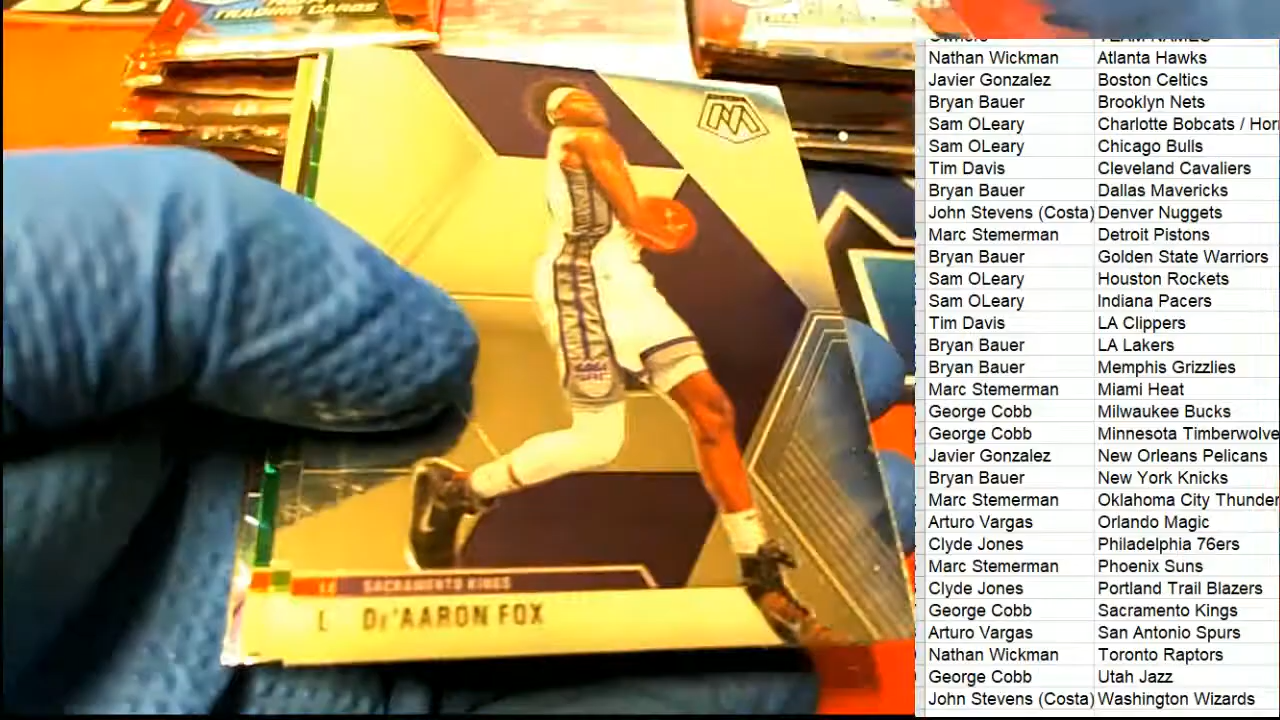 TRADING CARDS
SACRAMENTO KINGS
DE'AARON FOX
Owners TEAM NAMES
Nathan Wickman Atlanta Hawks
Javier Gonzalez Boston Celtics
Bryan Bauer Brooklyn Nets
Sam OLeary Charlotte Bobcats / Hor
Sam OLeary Chicago Bulls
Tim Davis Cleveland Cavaliers
Bryan Bauer Dallas Mavericks
John Stevens (Costa) Denver Nuggets
Marc Stemerman Detroit Pistons
Bryan Bauer Golden State Warriors
Sam OLeary Houston Rockets
Sam OLeary Indiana Pacers
Tim Davis LA Clippers
Bryan Bauer LA Lakers
Bryan Bauer Memphis Grizzlies
Marc Stemerman Miami Heat
George Cobb Milwaukee Bucks
George Cobb Minnesota Timberwolve
Javier Gonzalez New Orleans Pelicans
Bryan Bauer New York Knicks
Marc Stemerman Oklahoma City Thunder
Arturo Vargas Orlando Magic
Clyde Jones Philadelphia 76ers
Marc Stemerman Phoenix Suns
Clyde Jones Portland Trail Blazers
George Cobb Sacramento Kings
Arturo Vargas San Antonio Spurs
Nathan Wickman Toronto Raptors
George Cobb Utah Jazz
John Stevens (Costa) Washington Wizards